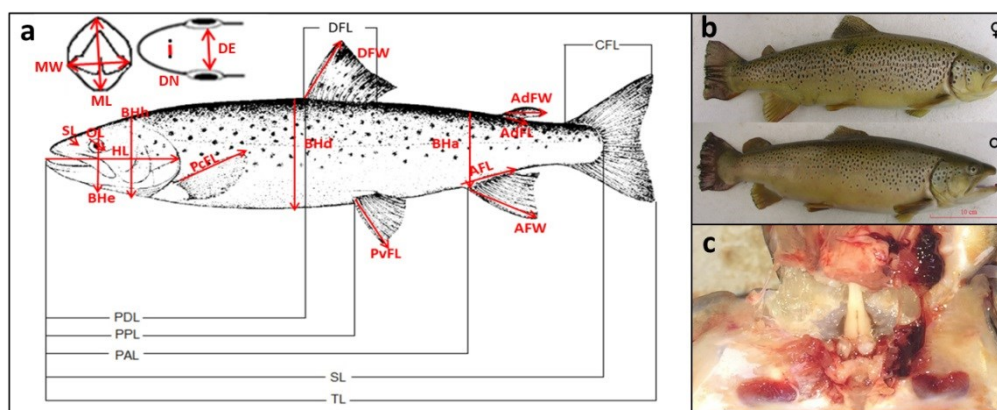 a
MW
ML
i
DE
DN
DFL
DFW
CFL
SL
OL
HL
BHh
BHe
PcFL
BHd
BHa
AdFW
AdFL
AFL
AFW
PvFL
PDL
PPL
PAL
SL
TL
b
♀
♂
10 cm
c